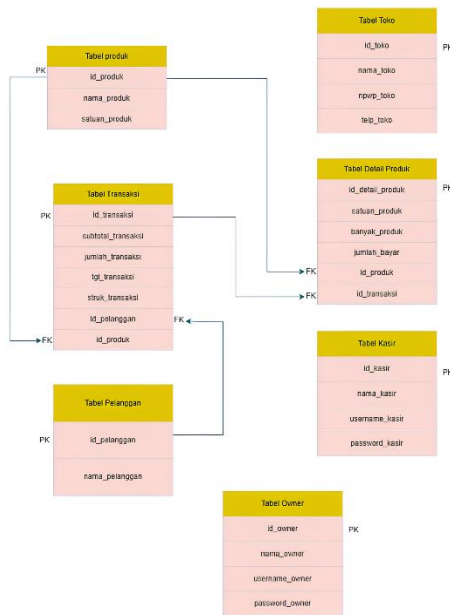 Tabel produk
PK
id_produk
nama_produk
satuan_produk
Tabel Toko
id_toko
PK
nama_toko
npwp_toko
telp_toko
Tabel Transaksi
PK
id_transaksi
subtotal_transaksi
jumlah_transaksi
tgl_transaksi
struk_transaksi
id_pelanggan
FK
FK
id_produk
Tabel Detail Produk
id_detail_produk
PK
satuan_produk
banyak_produk
jumlah_bayar
FK
id_produk
FK
id_transaksi
Tabel Pelanggan
PK
id_pelanggan
nama_pelanggan
Tabel Kasir
id_kasir
PK
nama_kasir
username_kasir
password_kasir
Tabel Owner
id_owner
PK
nama_owner
username_owner
password_owner